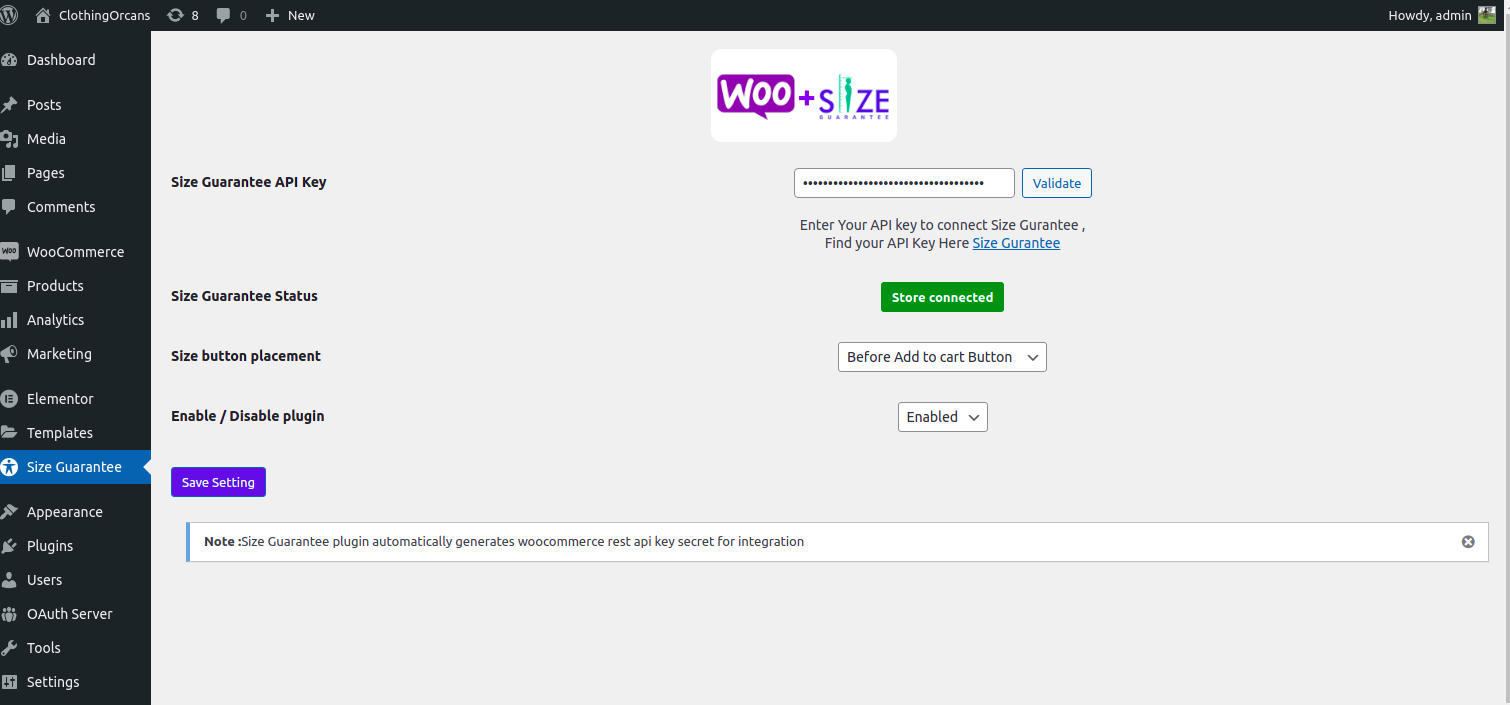 ClothingOrcans 8 0 New Howdy, admin
Dashboard
Posts
Media
Pages
Comments
WOO WooCommerce
Products
Analytics
Marketing
Elementor
Templates
Size Guarantee
Appearance
Plugins
Users
OAuth Server
Tools
Settings
WOO+SIZE
GUARANTEE
Size Guarantee API Key •••••••••••••••••••••••••••••••••••• Validate
Enter Your API key to connect Size Gurantee ,
Find your API Key Here Size Gurantee
Size Guarantee Status Store connected
Size button placement Before Add to cart Button
Enable / Disable plugin Enabled
Save Setting
Note :Size Guarantee plugin automatically generates woocommerce rest api key secret for integration